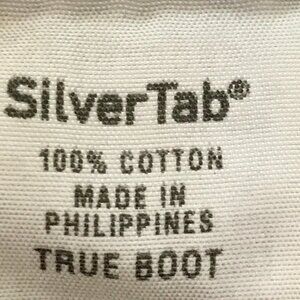 SilverTab®
100% COTTON
MADE IN
PHILIPPINES
TRUE BOOT